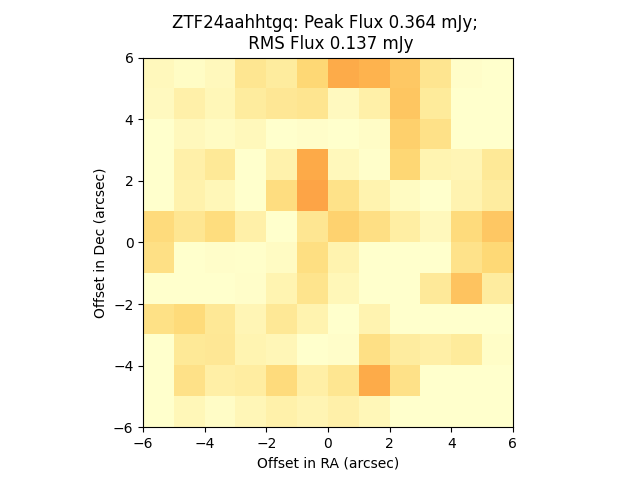 ZTF24aahhtgq: Peak Flux 0.364 mJy;
RMS Flux 0.137 mJy
6
4
2
0
−2
−4
−6
Offset in Dec (arcsec)
−6 −4 −2 0 2 4 6
Offset in RA (arcsec)